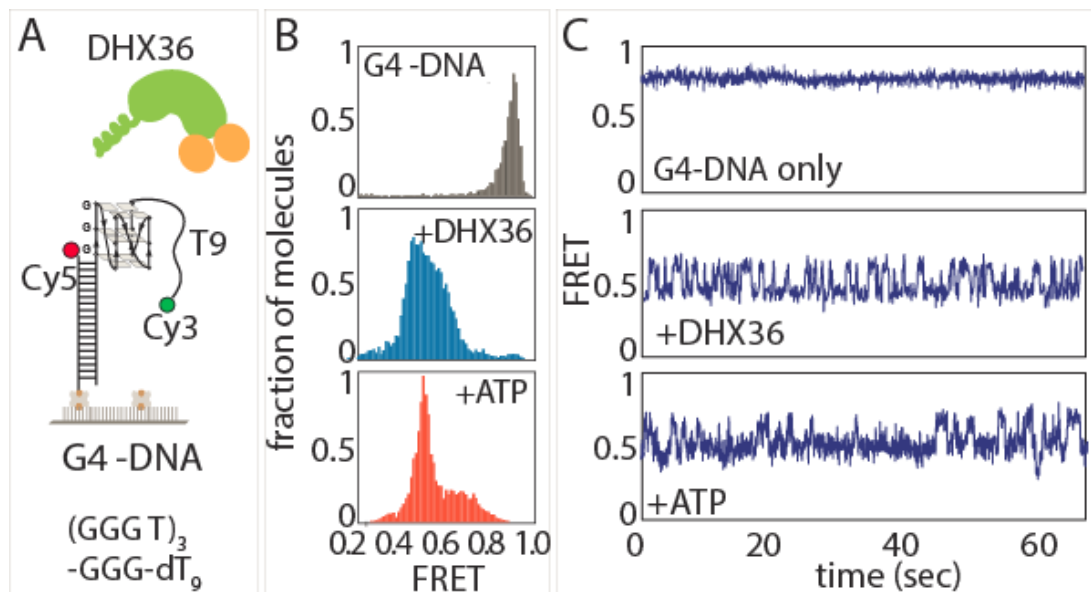 A
DHX36
G
G
G
T9
Cy5
Cy3
G4 -DNA
(GGG T)3
-GGG-dT9
B
fraction of molecules
1
0.5
0
G4 -DNA
1
0.5
0
+DHX36
1
0.5
0
+ATP
0.2 0.4 0.6 0.8 1.0
FRET
C
FRET
1
0.5
0
G4-DNA only
1
0.5
0
+DHX36
1
0.5
0
+ATP
0 20 40 60
time (sec)